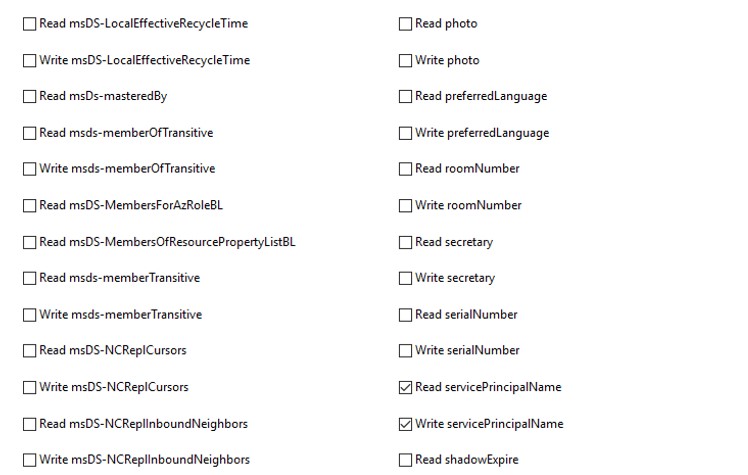 Read msDS-LocalEffectiveRecycleTime
Write msDS-LocalEffectiveRecycleTime
Read msDs-masteredBy
Read msds-memberOfTransitive
Write msds-memberOfTransitive
Read msDS-MembersForAzRoleBL
Read msDS-MembersOfResourcePropertyListBL
Read msds-memberTransitive
Write msds-memberTransitive
Read msDS-NCReplCursors
Write msDS-NCReplCursors
Read msDS-NCReplInboundNeighbors
Write msDS-NCReplInboundNeighbors
Read photo
Write photo
Read preferredLanguage
Write preferredLanguage
Read roomNumber
Write roomNumber
Read secretary
Write secretary
Read serialNumber
Write serialNumber
Read servicePrincipalName
Write servicePrincipalName
Read shadowExpire